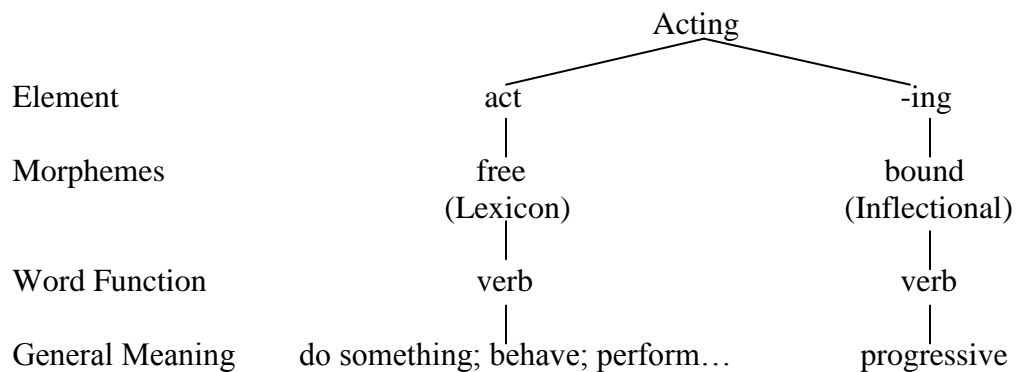 Acting
Element act -ing
Morphemes free bound
(Lexicon) (Inflectional)
Word Function verb verb
General Meaning do something; behave; perform… progressive